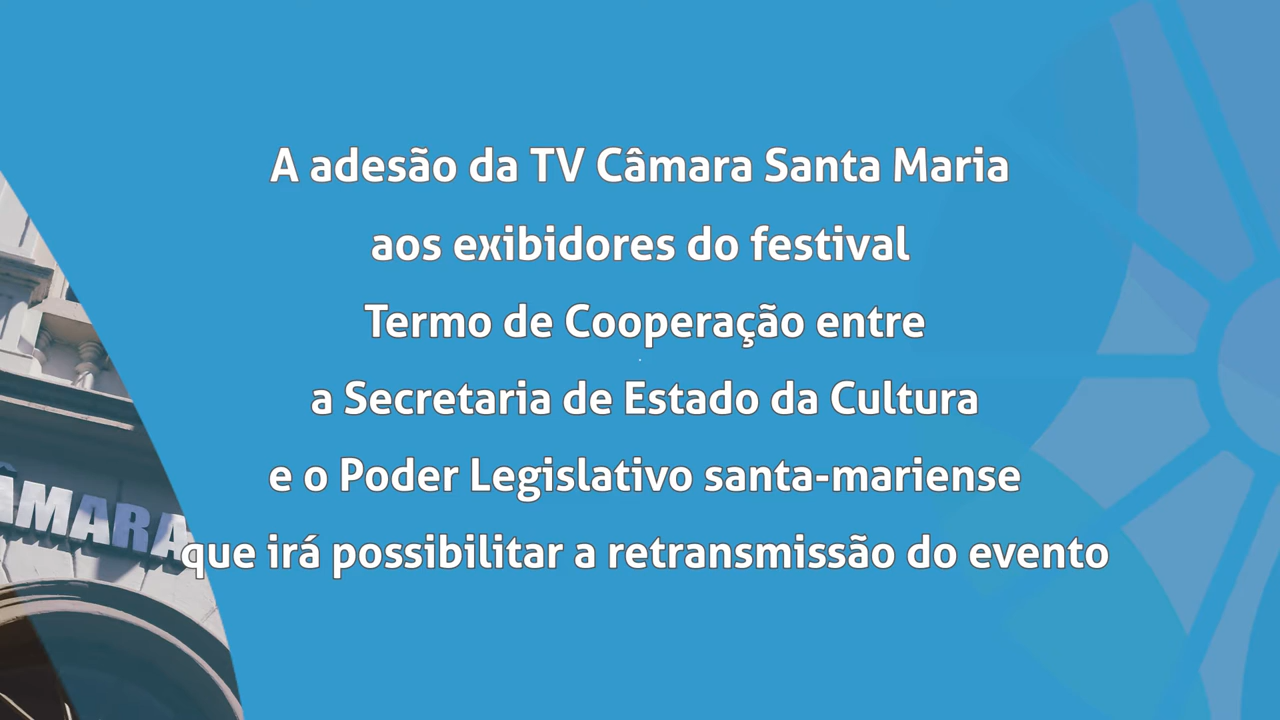 A adesão da TV Câmara Santa Maria
aos exibidores do festival
Termo de Cooperação entre
a Secretaria de Estado da Cultura
e o Poder Legislativo santa-mariense
que irá possibilitar a retransmissão do evento
CÂMARA